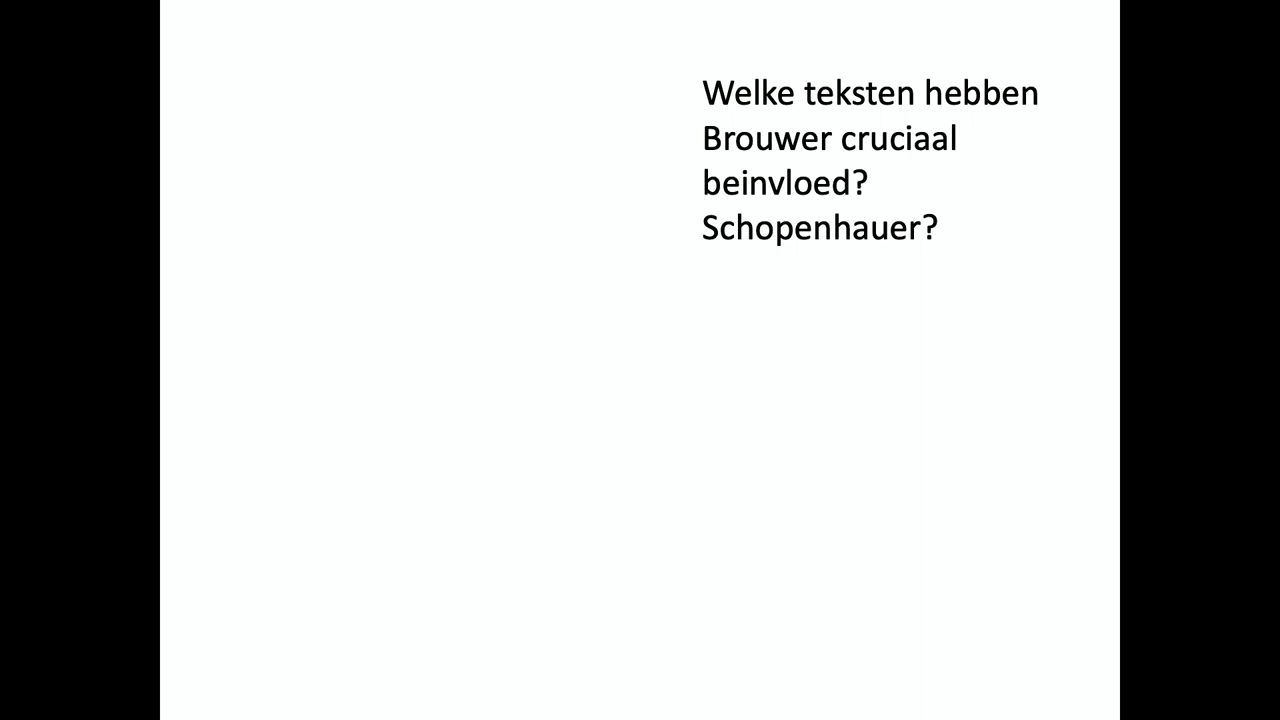 Welke teksten hebben
Brouwer cruciaal
beinvloed?
Schopenhauer?